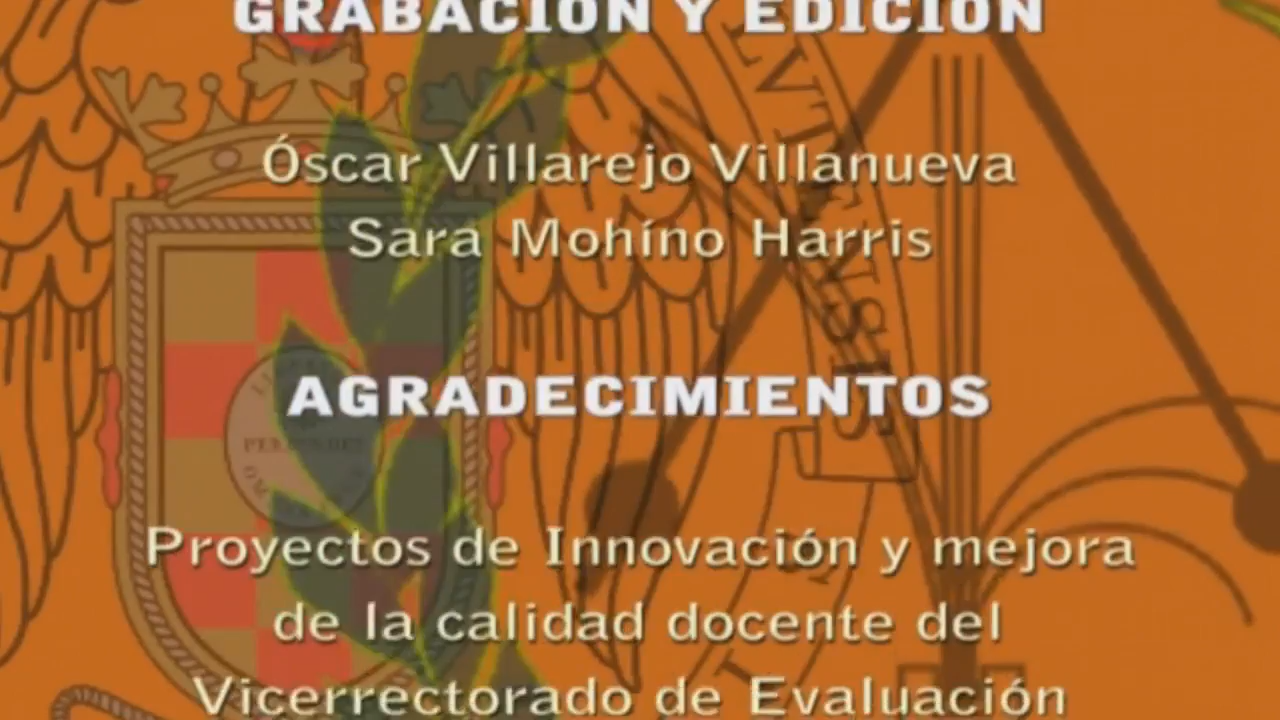 GRABACIÓN Y EDICIÓN
Óscar Villarejo Villanueva
Sara Mohíno Harris
AGRADECIMIENTOS
Proyectos de Innovación y mejora
de la calidad docente del
Vicerrectorado de Evaluación